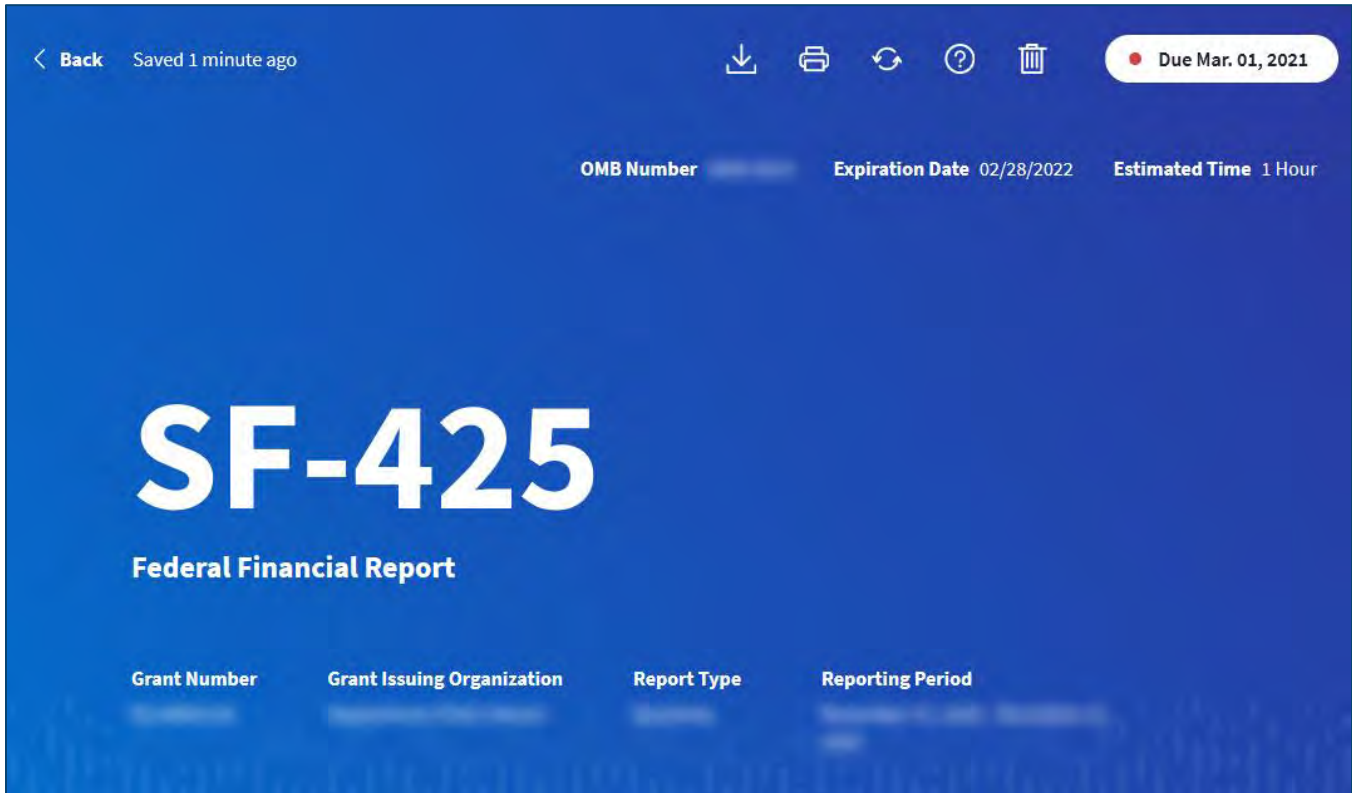 Back Saved 1 minute ago Due Mar. 01, 2021
OMB Number Expiration Date 02/28/2022 Estimated Time 1 Hour
SF-425
Federal Financial Report
Grant Number Grant Issuing Organization Report Type Reporting Period